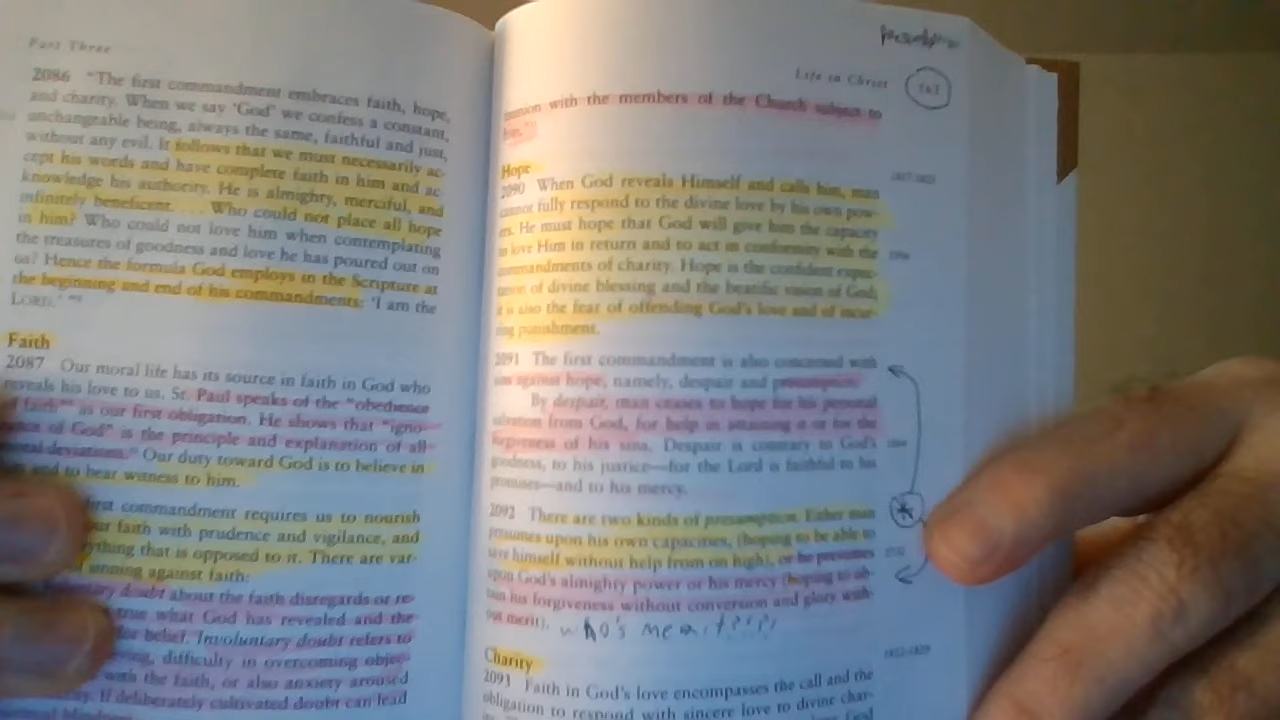 Part Three
2086 "The first commandment embraces faith, hope,
and charity. When we say 'God' we confess a constant,
unchangeable being, always the same, faithful and just,
without any evil. It follows that we must necessarily ac-
cept his words and have complete faith in him and ac-
knowledge his authority. He is almighty, merciful, and
infinitely beneficent. . . . Who could not place all hope
in him? Who could not love him when contemplating
the treasures of goodness and love he has poured out on
us? Hence the formula God employs in the Scripture at
the beginning and end of his commandments: 'I am the
LORD.' "
Faith
2087 Our moral life has its source in faith in God who
reveals his love to us. St. Paul speaks of the "obedience
of faith" as our first obligation. He shows that "igno-
of God" is the principle and explanation of all
deviations. Our duty toward God is to believe in
and to bear witness to him.
first commandment requires us to nourish
our faith with prudence and vigilance, and
that is opposed to it. There are var-
sinning against faith:
doubt about the faith disregards or re-
true what God has revealed and the
for belief. Involuntary doubt refers to
difficulty in overcoming objec-
with the faith, or also anxiety aroused
If deliberately cultivated doubt can lead
blindness.
Life in Christ
with the members of the Church subject to
him."
Hope
2090 When God reveals Himself and calls him, man
cannot fully respond to the divine love by his own pow-
ers. He must hope that God will give him the capacity
to love Him in return and to act in conformity with the
commandments of charity. Hope is the confident expec-
tation of divine blessing and the beatific vision of God;
it is also the fear of offending God's love and of incur-
ring punishment.
2091 The first commandment is also concerned with
sins against hope, namely, despair and presumption:
By despair, man ceases to hope for his personal
salvation from God, for help in attaining it or for the
forgiveness of his sins. Despair is contrary to God's
goodness, to his justice—for the Lord is faithful to his
promises—and to his mercy.
2092 There are two kinds of presumption. Either man
presumes upon his own capacities, (hoping to be able to
save himself without help from on high), or he presumes
upon God's almighty power or his mercy (hoping to ob-
tain his forgiveness without conversion and glory with-
out merit). who's merit????
Charity
2093 Faith in God's love encompasses the call and the
obligation to respond with sincere love to divine char-